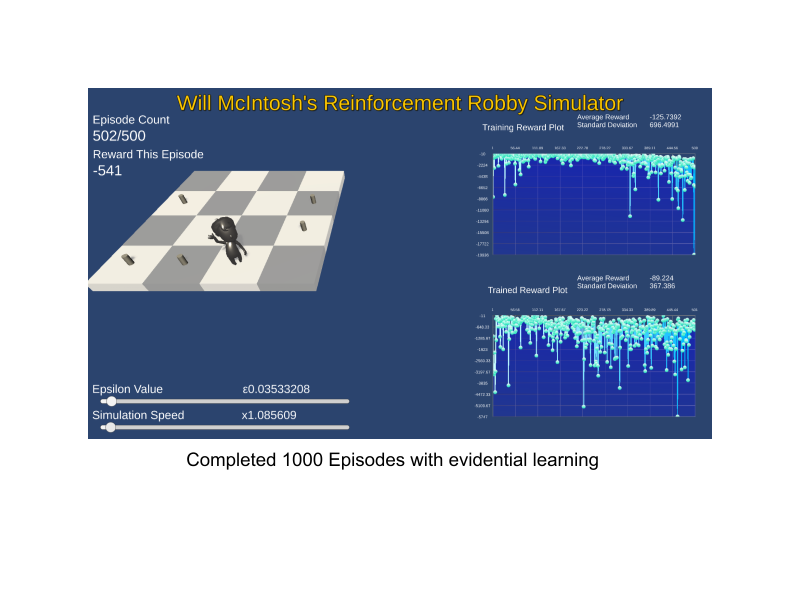 Will McIntosh's Reinforcement Robby Simulator
Episode Count
502/500
Reward This Episode
-541
Training Reward Plot
Average Reward -125.7392
Standard Deviation 696.4991
Trained Reward Plot
Average Reward -89.224
Standard Deviation 367.386
Epsilon Value ε0.03533208
Simulation Speed x1.085609
Completed 1000 Episodes with evidential learning